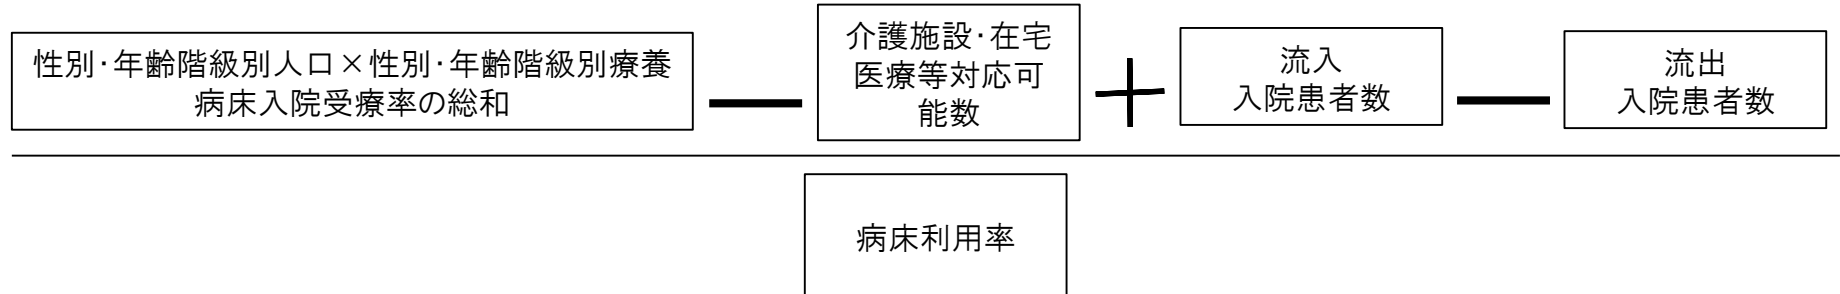 性別･年齢階級別人口×性別･年齢階級別療養
病床入院受療率の総和
介護施設･在宅
医療等対応可
能数
流入
入院患者数
流出
入院患者数
病床利用率